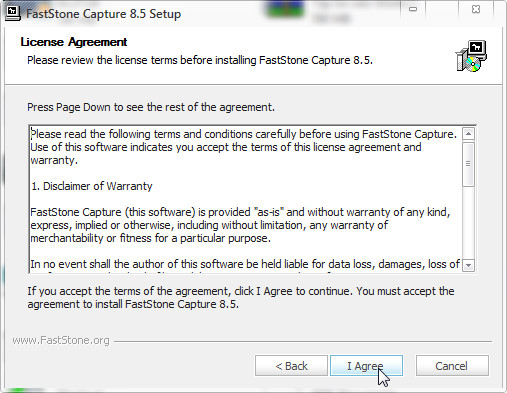 FastStone Capture 8.5 Setup
License Agreement
Please review the license terms before installing FastStone Capture 8.5.
Press Page Down to see the rest of the agreement.
Please read the following terms and conditions carefully before using FastStone Capture.
Use of this software indicates you accept the terms of this license agreement and
warranty.
1. Disclaimer of Warranty
FastStone Capture (this software) is provided "as-is" and without warranty of any kind,
express, implied or otherwise, including without limitation, any warranty of
merchantability or fitness for a particular purpose.
In no event shall the author of this software be held liable for data loss, damages, loss of
If you accept the terms of the agreement, click I Agree to continue. You must accept the
agreement to install FastStone Capture 8.5.
www.FastStone.org
< Back
I Agree
Cancel